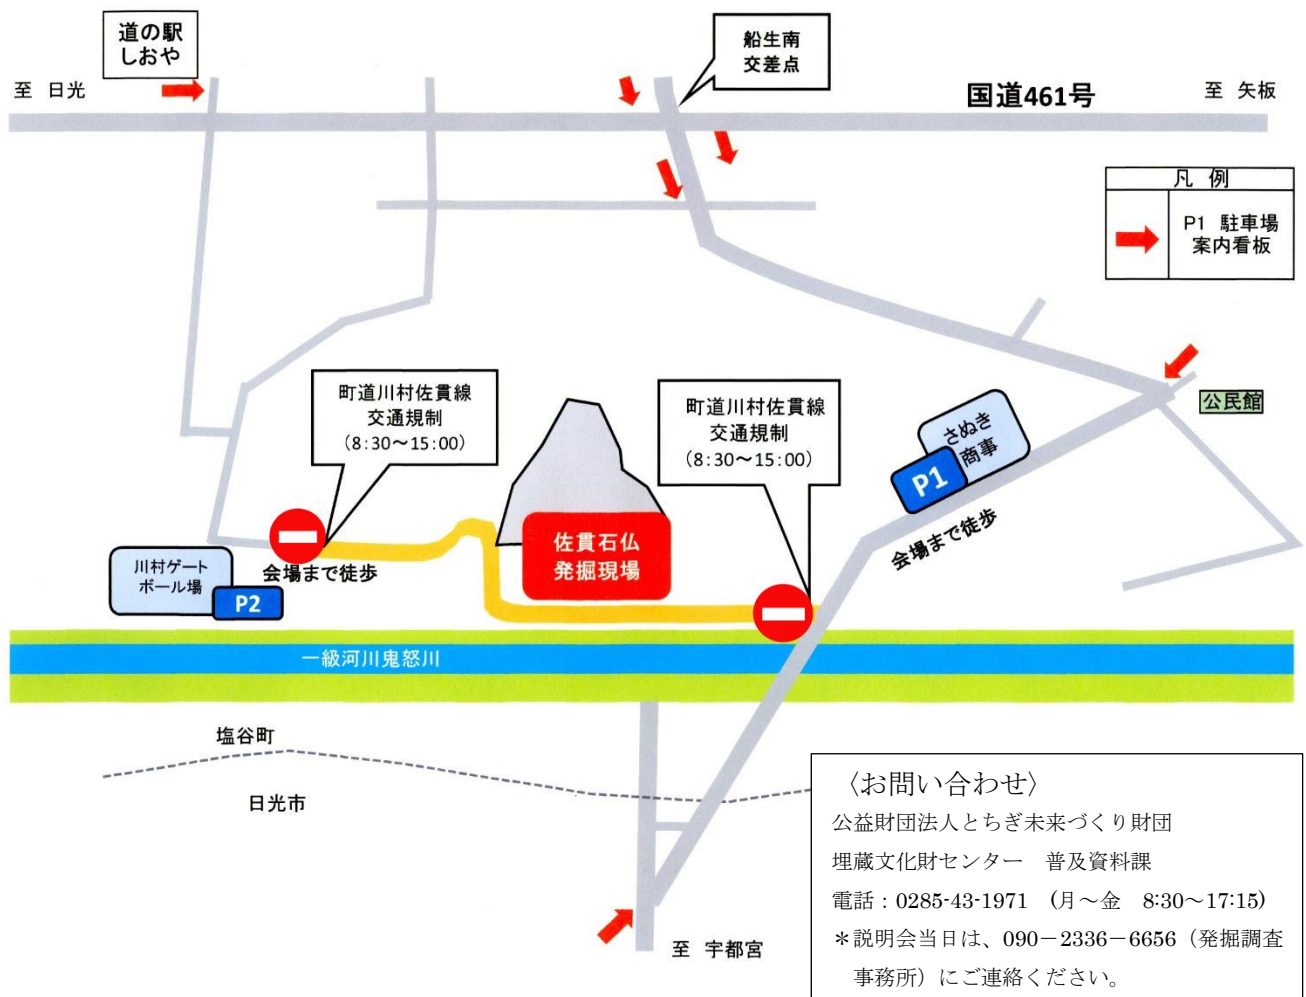 道の駅
しおや
船生南
交差点
至 日光
国道461号
至 矢板
凡 例
P1 駐車場
案内看板
町道川村佐貫線
交通規制
(8:30～15:00)
町道川村佐貫線
交通規制
(8:30～15:00)
公民館
さぬき
商事
P1
会場まで徒歩
佐貫石仏
発掘現場
川村ゲート
ボール場
P2
会場まで徒歩
一級河川鬼怒川
塩谷町
日光市
至 宇都宮
〈お問い合わせ〉
公益財団法人とちぎ未来づくり財団
埋蔵文化財センター　普及資料課
電話：0285-43-1971　(月～金　8:30～17:15)
＊説明会当日は、090－2336－6656（発掘調査
事務所）にご連絡ください。